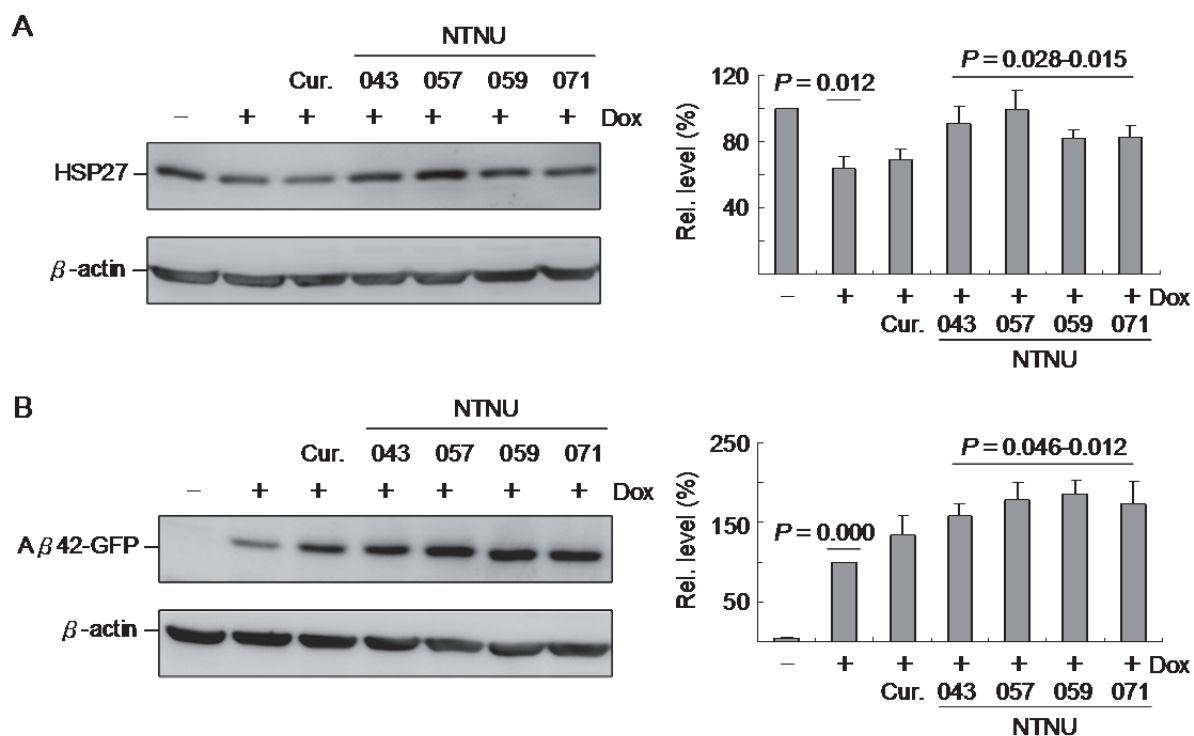 A
NTNU
Cur. 043 057 059 071
– + + + + + + Dox
HSP27
β-actin
P = 0.012
P = 0.028-0.015
Rel. level (%)
120
80
40
– + + + + + + Dox
Cur. 043 057 059 071
NTNU
B
NTNU
Cur. 043 057 059 071
– + + + + + + Dox
Aβ42-GFP
β-actin
P = 0.000
P = 0.046-0.012
Rel. level (%)
250
150
50
– + + + + + + Dox
Cur. 043 057 059 071
NTNU